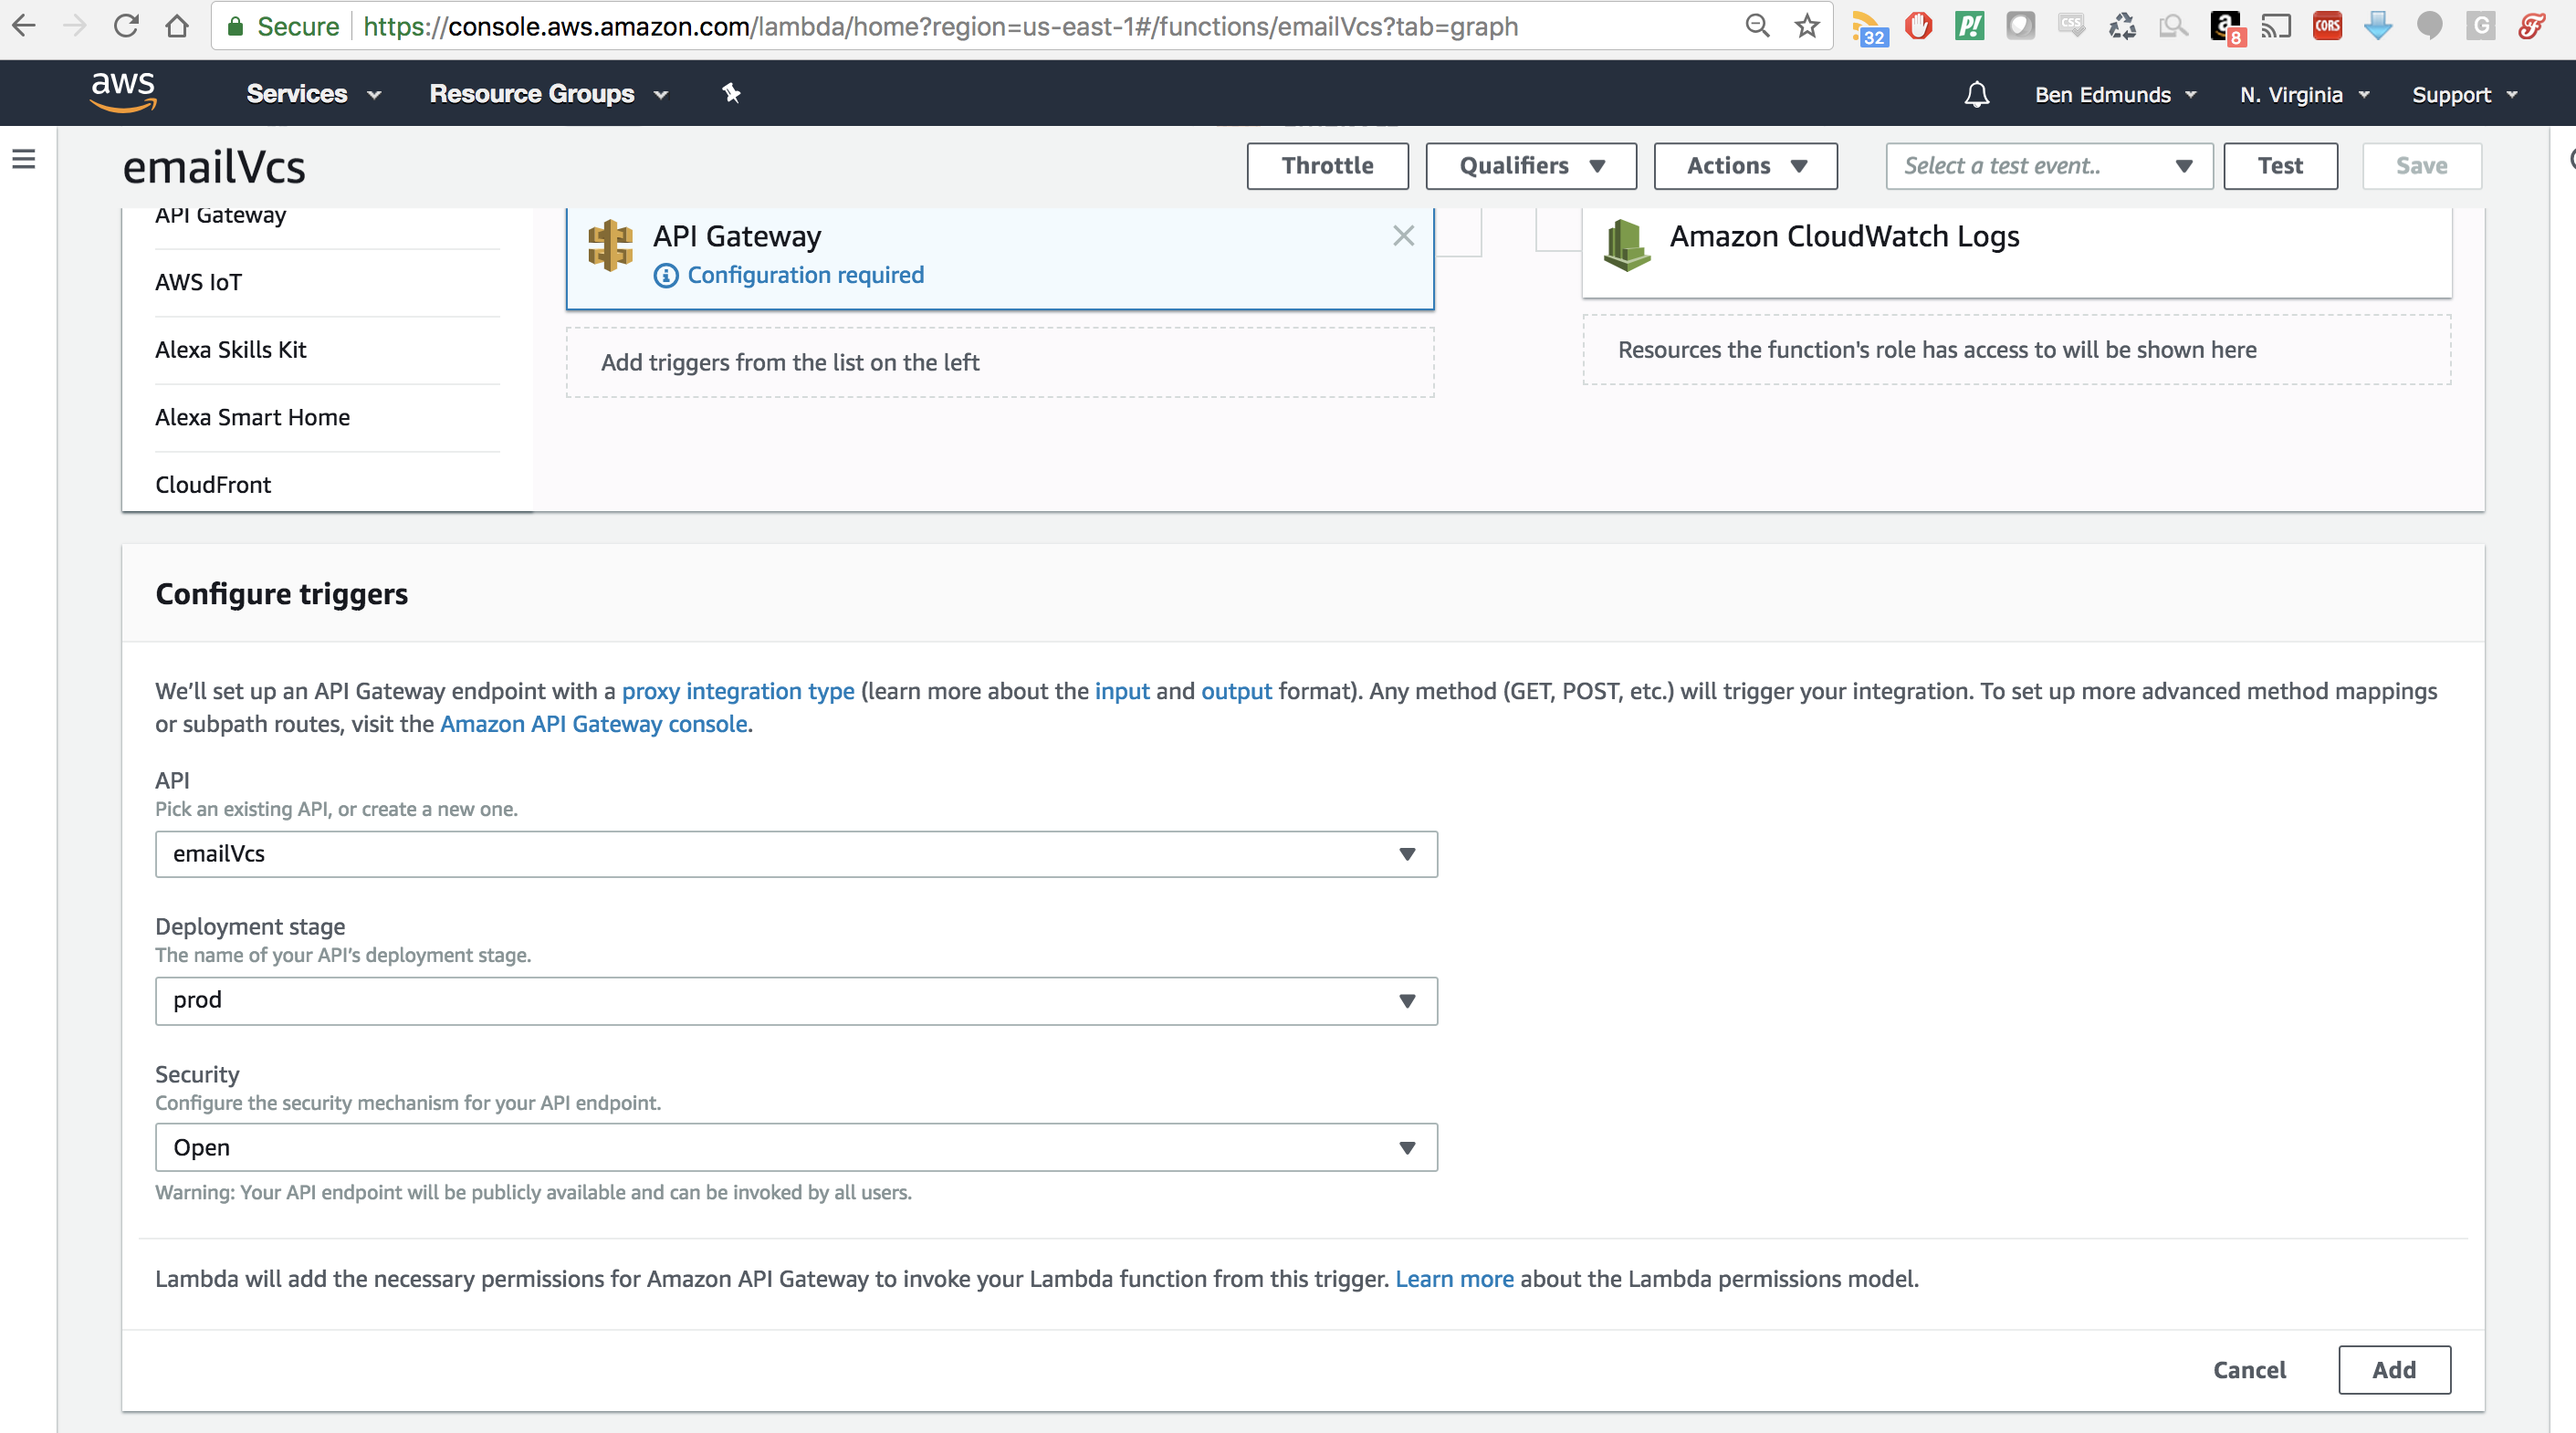 Secure https://console.aws.amazon.com/lambda/home?region=us-east-1#/functions/emailVcs?tab=graph
32 P! CSS a 8 CORS G
aws Services Resource Groups Ben Edmunds N. Virginia Support
emailVcs Throttle Qualifiers Actions Select a test event.. Test Save
API Gateway
API Gateway
Configuration required
Amazon CloudWatch Logs
AWS IoT
Add triggers from the list on the left
Resources the function's role has access to will be shown here
Alexa Skills Kit
Alexa Smart Home
CloudFront
Configure triggers
We’ll set up an API Gateway endpoint with a proxy integration type (learn more about the input and output format). Any method (GET, POST, etc.) will trigger your integration. To set up more advanced method mappings
or subpath routes, visit the Amazon API Gateway console.
API
Pick an existing API, or create a new one.
emailVcs
Deployment stage
The name of your API’s deployment stage.
prod
Security
Configure the security mechanism for your API endpoint.
Open
Warning: Your API endpoint will be publicly available and can be invoked by all users.
Lambda will add the necessary permissions for Amazon API Gateway to invoke your Lambda function from this trigger. Learn more about the Lambda permissions model.
Cancel Add